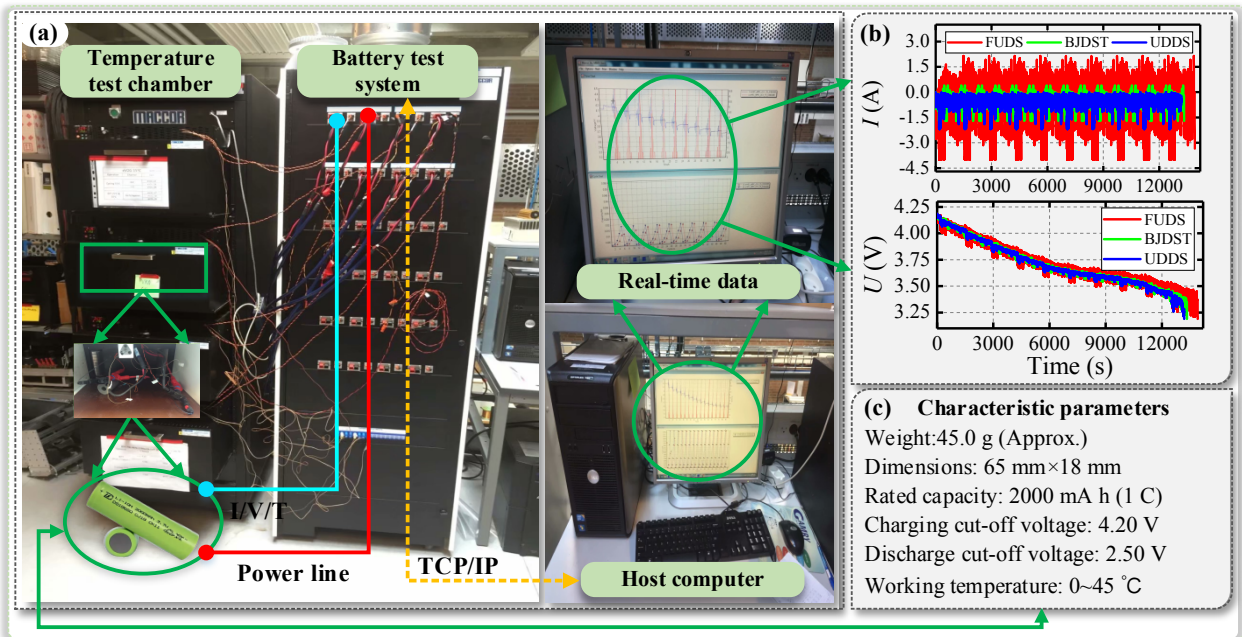 (a)
Temperature
test chamber
Battery test
system
MACCOR
MACCOR
Real-time data
I/V/T
Power line
TCP/IP
Host computer
(b)
FUDS BJDST UDDS
3.0
1.5
0.0
-1.5
-3.0
-4.5
I (A)
0 3000 6000 9000 12000
4.25
4.00
3.75
3.50
3.25
U (V)
FUDS
BJDST
UDDS
0 3000 6000 9000 12000
Time (s)
(c) Characteristic parameters
Weight:45.0 g (Approx.)
Dimensions: 65 mm×18 mm
Rated capacity: 2000 mA h (1 C)
Charging cut-off voltage: 4.20 V
Discharge cut-off voltage: 2.50 V
Working temperature: 0~45 ℃